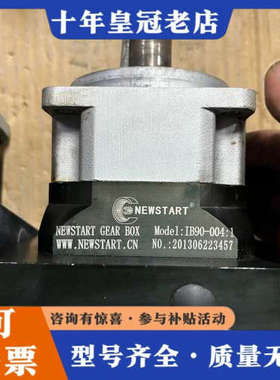 十年皇冠老店
NEWSTART
NEWSTART GEAR BOX Model:IB90-004:1
WWW.NEWSTART.CN NO.:201306223457
可
票
咨询有惊喜·参与补贴活动
型号齐全·质量无忧